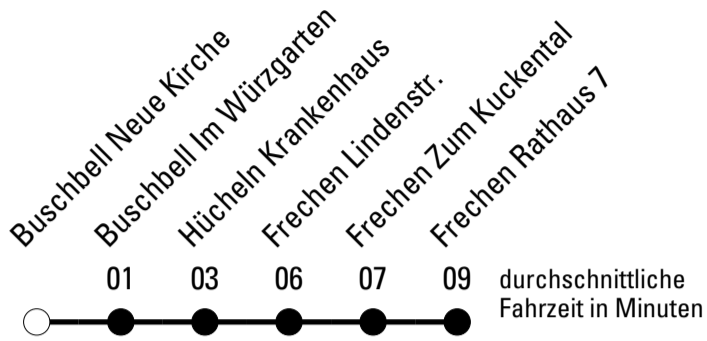 Buschbell Neue Kirche
Buschbell Im Würzgarten
Hücheln Krankenhaus
Frechen Lindenstr.
Frechen Zum Kuckental
Frechen Rathaus 7
01 03 06 07 09
durchschnittliche
Fahrzeit in Minuten